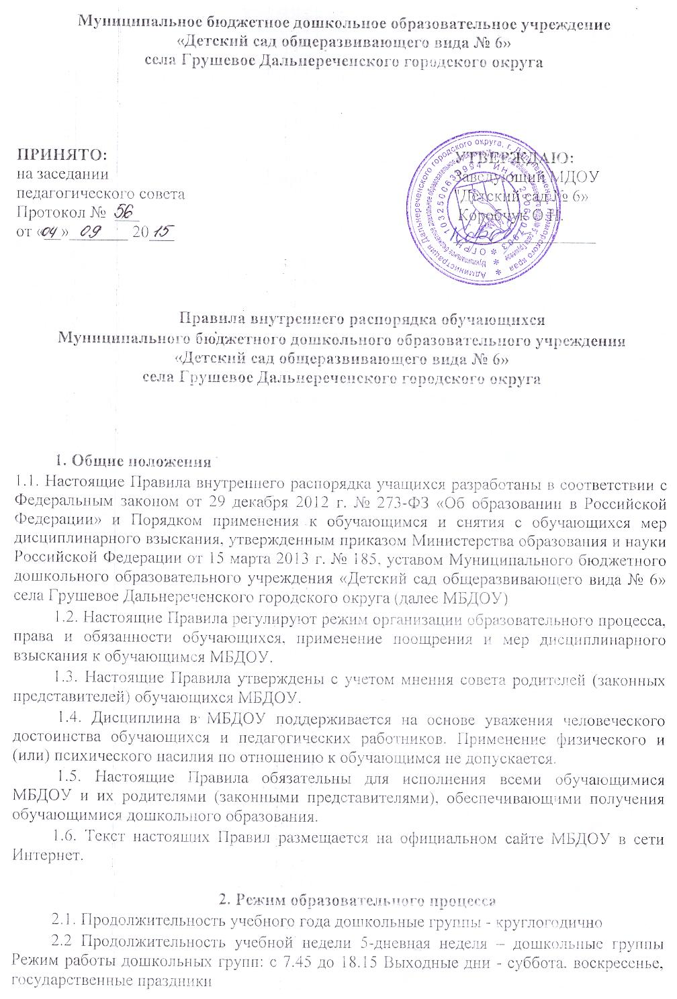 Муниципальное бюджетное дошкольное образовательное учреждение
«Детский сад общеразвивающего вида № 6»
села Грушевое Дальнереченского городского округа
ПРИНЯТО:
на заседании
педагогического совета
Протокол № 56
от «04» 09 2015
УТВЕРЖДАЮ:
Заведующий МДОУ
"Детский сад № 6»
Коробчук О.Н.
Правила внутреннего распорядка обучающихся
Муниципального бюджетного дошкольного образовательного учреждения
«Детский сад общеразвивающего вида № 6»
села Грушевое Дальнереченского городского округа
1. Общие положения
1.1. Настоящие Правила внутреннего распорядка учащихся разработаны в соответствии с
Федеральным законом от 29 декабря 2012 г. № 273-ФЗ «Об образовании в Российской
Федерации» и Порядком применения к обучающимся и снятия с обучающихся мер
дисциплинарного взыскания, утвержденным приказом Министерства образования и науки
Российской Федерации от 15 марта 2013 г. № 185, уставом Муниципального бюджетного
дошкольного образовательного учреждения «Детский сад общеразвивающего вида № 6»
села Грушевое Дальнереченского городского округа (далее МБДОУ)
1.2. Настоящие Правила регулируют режим организации образовательного процесса,
права и обязанности обучающихся, применение поощрения и мер дисциплинарного
взыскания к обучающимся МБДОУ.
1.3. Настоящие Правила утверждены с учетом мнения совета родителей (законных
представителей) обучающихся МБДОУ.
1.4. Дисциплина в МБДОУ поддерживается на основе уважения человеческого
достоинства обучающихся и педагогических работников. Применение физического и
(или) психического насилия по отношению к обучающимся не допускается.
1.5. Настоящие Правила обязательны для исполнения всеми обучающимися
МБДОУ и их родителями (законными представителями), обеспечивающими получения
обучающимися дошкольного образования.
1.6. Текст настоящих Правил размещается на официальном сайте МБДОУ в сети
Интернет.
2. Режим образовательного процесса
2.1. Продолжительность учебного года дошкольные группы - круглогодично
2.2 Продолжительность учебной недели 5-дневная неделя – дошкольные группы
Режим работы дошкольных групп: с 7.45 до 18.15 Выходные дни - суббота, воскресенье,
государственные праздники